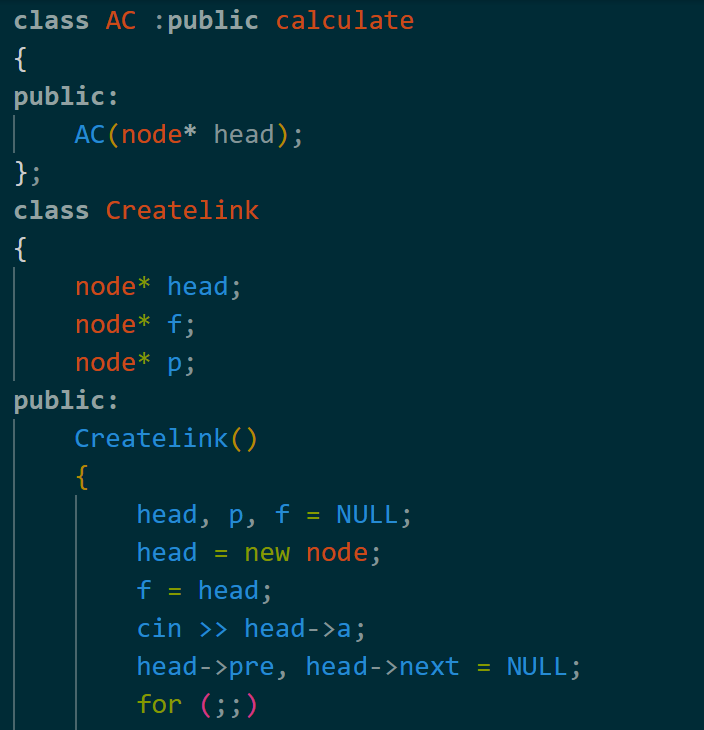 class AC :public calculate
{
public:
    AC(node* head);
};
class Createlink
{
    node* head;
    node* f;
    node* p;
public:
    Createlink()
    {
        head, p, f = NULL;
        head = new node;
        f = head;
        cin >> head->a;
        head->pre, head->next = NULL;
        for (;;)